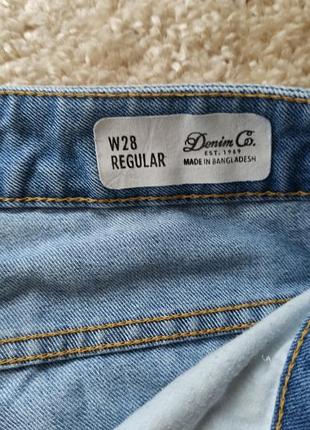 W28
REGULAR
Denim Co.
EST. 1969
MADE IN BANGLADESH